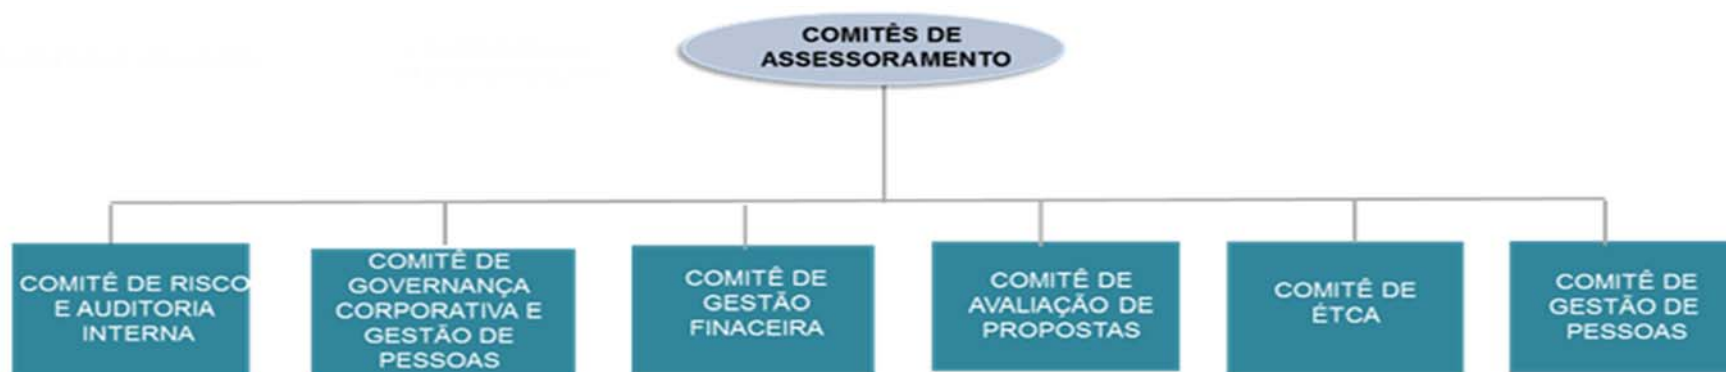 COMITÊS DE
ASSESSORAMENTO
COMITÊ DE RISCO
E AUDITORIA
INTERNA
COMITÊ DE
GOVERNANÇA
CORPORATIVA E
GESTÃO DE
PESSOAS
COMITÊ DE
GESTÃO
FINACEIRA
COMITÊ DE
AVALIAÇÃO DE
PROPOSTAS
COMITÊ DE
ÉTCA
COMITÊ DE
GESTÃO DE
PESSOAS